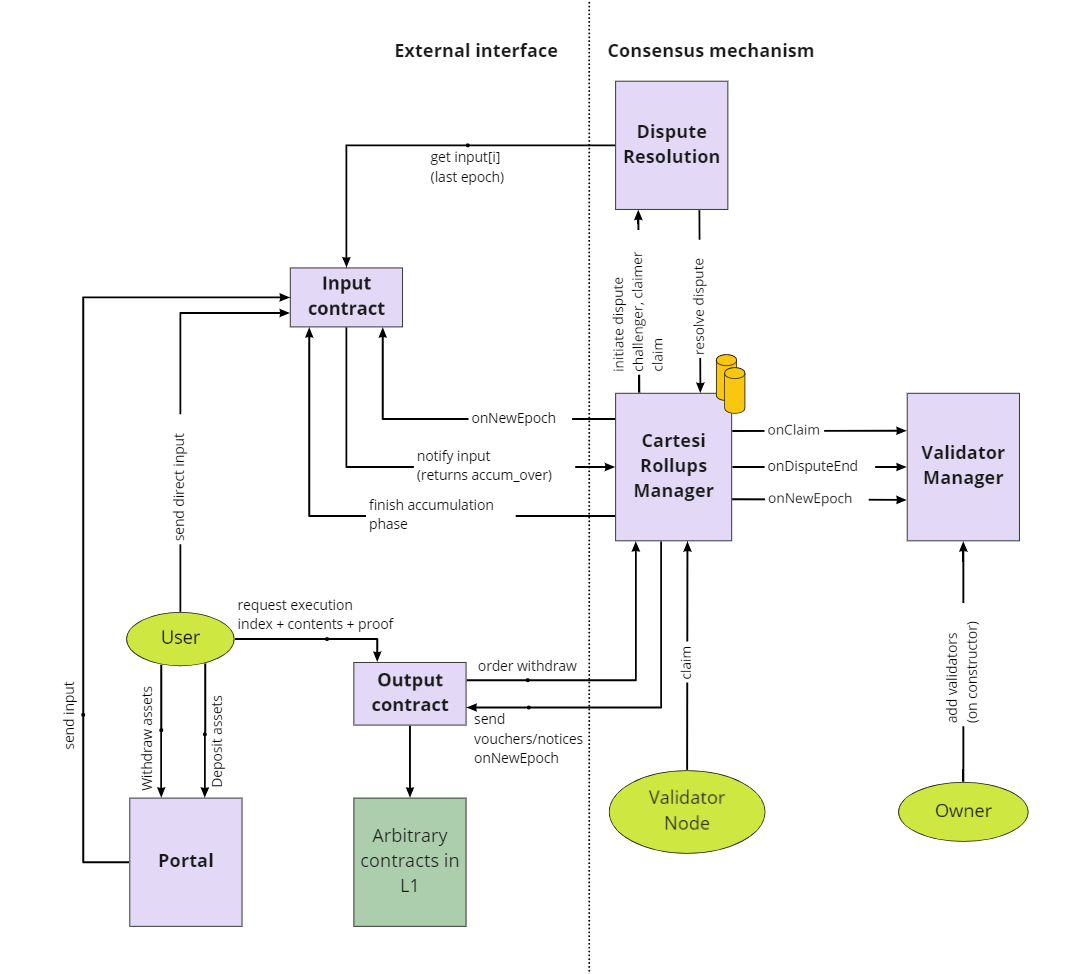 External interface
Consensus mechanism
Dispute
Resolution
get input[i]
(last epoch)
initiate dispute
challenger, claimer
claim
resolve dispute
Input
contract
onNewEpoch
notify input
(returns accum_over)
finish accumulation
phase
Cartesi
Rollups
Manager
onClaim
onDisputeEnd
onNewEpoch
Validator
Manager
send direct input
User
request execution
index + contents + proof
Output
contract
order withdraw
send
vouchers/notices
onNewEpoch
claim
add validators
(on constructor)
send input
Withdraw assets
Deposit assets
Portal
Arbitrary
contracts in
L1
Validator
Node
Owner